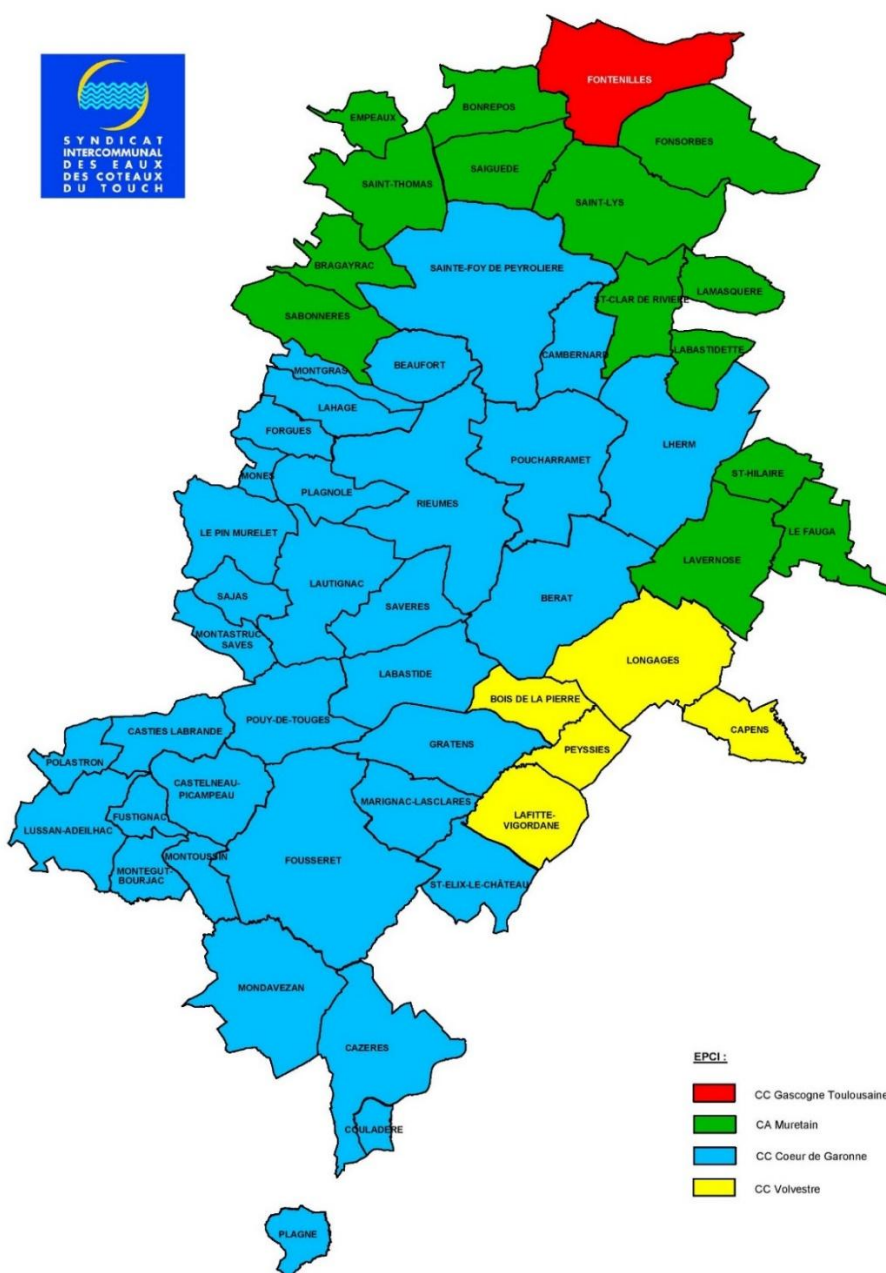 SYNDICAT
INTERCOMMUNAL
DES EAUX
DES COTEAUX
DU TOUCH
FONTENILLES
BONREPOS
EMPEAUX
FONSORBES
SAIGUEDE
SAINT-THOMAS
SAINT-LYS
BRAGAYRAC
SAINTE-FOY DE PEYROLIERE
LAMASQUERE
ST-CLAR DE RIVIERE
SABONNERES
LABASTIDETTE
CAMBERNARD
BEAUFORT
MONTGRAS
LAHAGE
FORGUES
LHERM
POUCHARRAMET
ST-HILAIRE
MONES
PLAGNOLE
RIEUMES
LE FAUGA
LE PIN MURELET
LAVERNOSE
LAUTIGNAC
SAJAS
BERAT
SAVERES
MONTASTRUC
SAVES
LONGAGES
LABASTIDE
BOIS DE LA PIERRE
POUY-DE-TOUGES
CAPENS
CASTIES LABRANDE
GRATENS
PEYSSIES
POLASTRON
CASTELNEAU-
PICAMPEAU
MARIGNAC-LASCLARES
LAFITTE-
VIGORDANE
FUSTIGNAC
LUSSAN-ADEILHAC
MONTOUSSIN
FOUSSERET
MONTEGUT-
BOURJAC
ST-ELIX-LE-CHÂTEAU
MONDAVEZAN
CAZERES
COULADERE
PLAGNE
EPCI :
CC Gascogne Toulousaine
CA Muretain
CC Coeur de Garonne
CC Volvestre